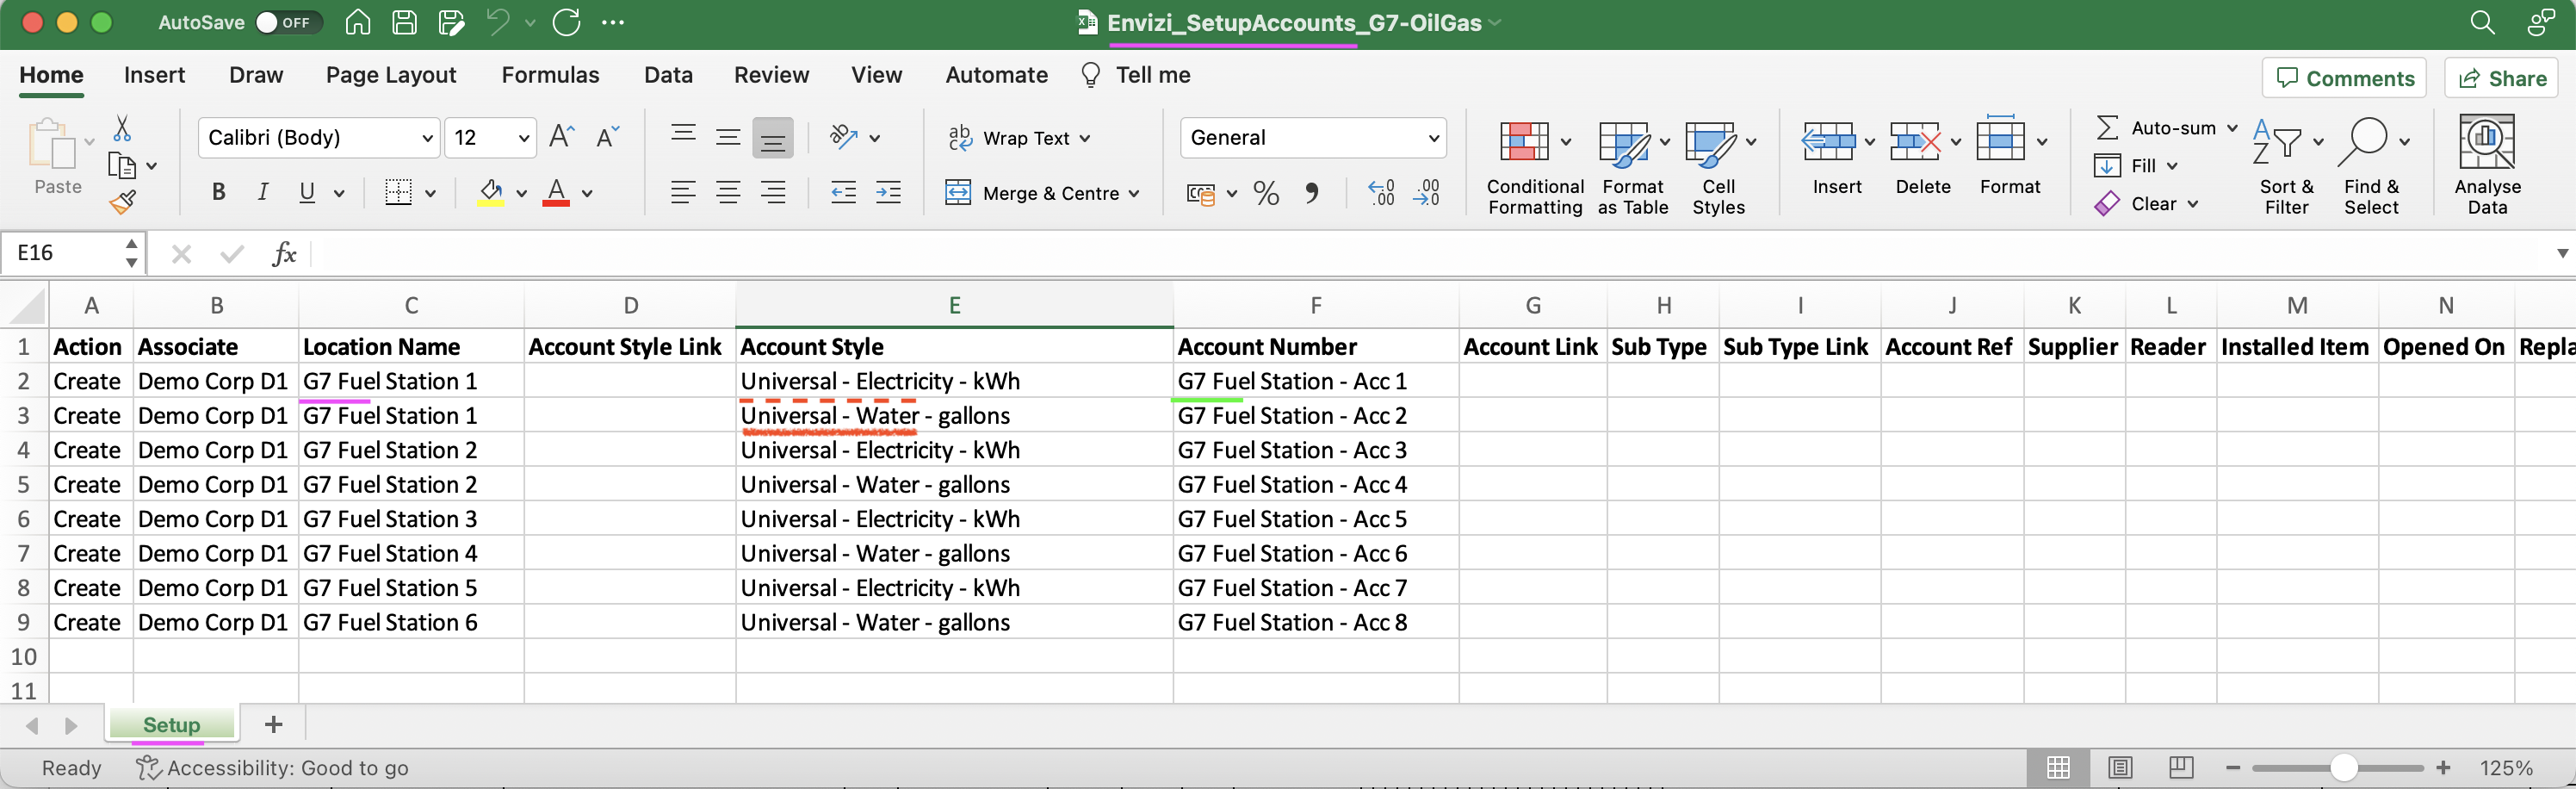 AutoSave OFF Envizi_SetupAccounts_G7-OilGas
Home Insert Draw Page Layout Formulas Data Review View Automate Tell me Comments Share
Paste
Calibri (Body) 12 A^ A˅
B I U A
ab c Wrap Text
Merge & Centre
General
% , .0 .00 .00 .0
Conditional Formatting
Format as Table
Cell Styles
Insert Delete Format
Auto-sum
Fill
Clear
Sort & Filter
Find & Select
Analyse Data
E16 fx
A B C D E F G H I J K L M N
1 Action Associate Location Name Account Style Link Account Style Account Number Account Link Sub Type Sub Type Link Account Ref Supplier Reader Installed Item Opened On Repla
2 Create Demo Corp D1 G7 Fuel Station 1 Universal - Electricity - kWh G7 Fuel Station - Acc 1
3 Create Demo Corp D1 G7 Fuel Station 1 Universal - Water - gallons G7 Fuel Station - Acc 2
4 Create Demo Corp D1 G7 Fuel Station 2 Universal - Electricity - kWh G7 Fuel Station - Acc 3
5 Create Demo Corp D1 G7 Fuel Station 2 Universal - Water - gallons G7 Fuel Station - Acc 4
6 Create Demo Corp D1 G7 Fuel Station 3 Universal - Electricity - kWh G7 Fuel Station - Acc 5
7 Create Demo Corp D1 G7 Fuel Station 4 Universal - Water - gallons G7 Fuel Station - Acc 6
8 Create Demo Corp D1 G7 Fuel Station 5 Universal - Electricity - kWh G7 Fuel Station - Acc 7
9 Create Demo Corp D1 G7 Fuel Station 6 Universal - Water - gallons G7 Fuel Station - Acc 8
10
11
Setup +
Ready Accessibility: Good to go − + 125%